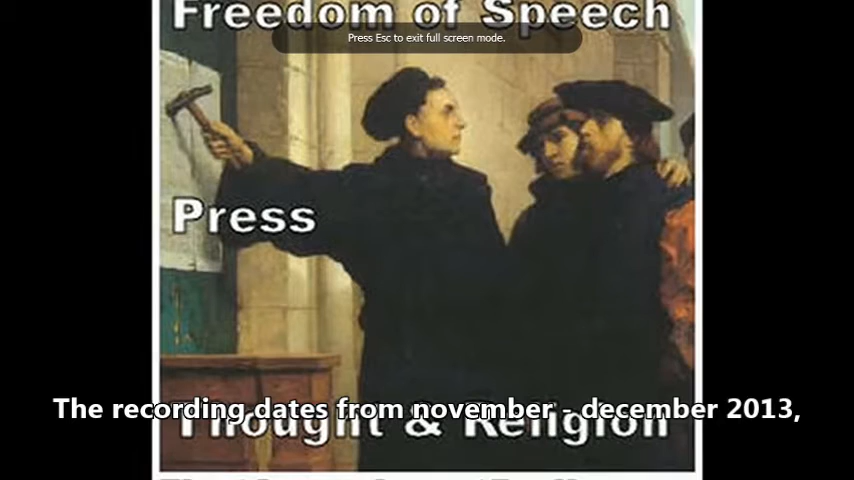 Freedom of Speech
Press Esc to exit full screen mode.
Press
The recording dates from november - december 2013,
Thought & Religion